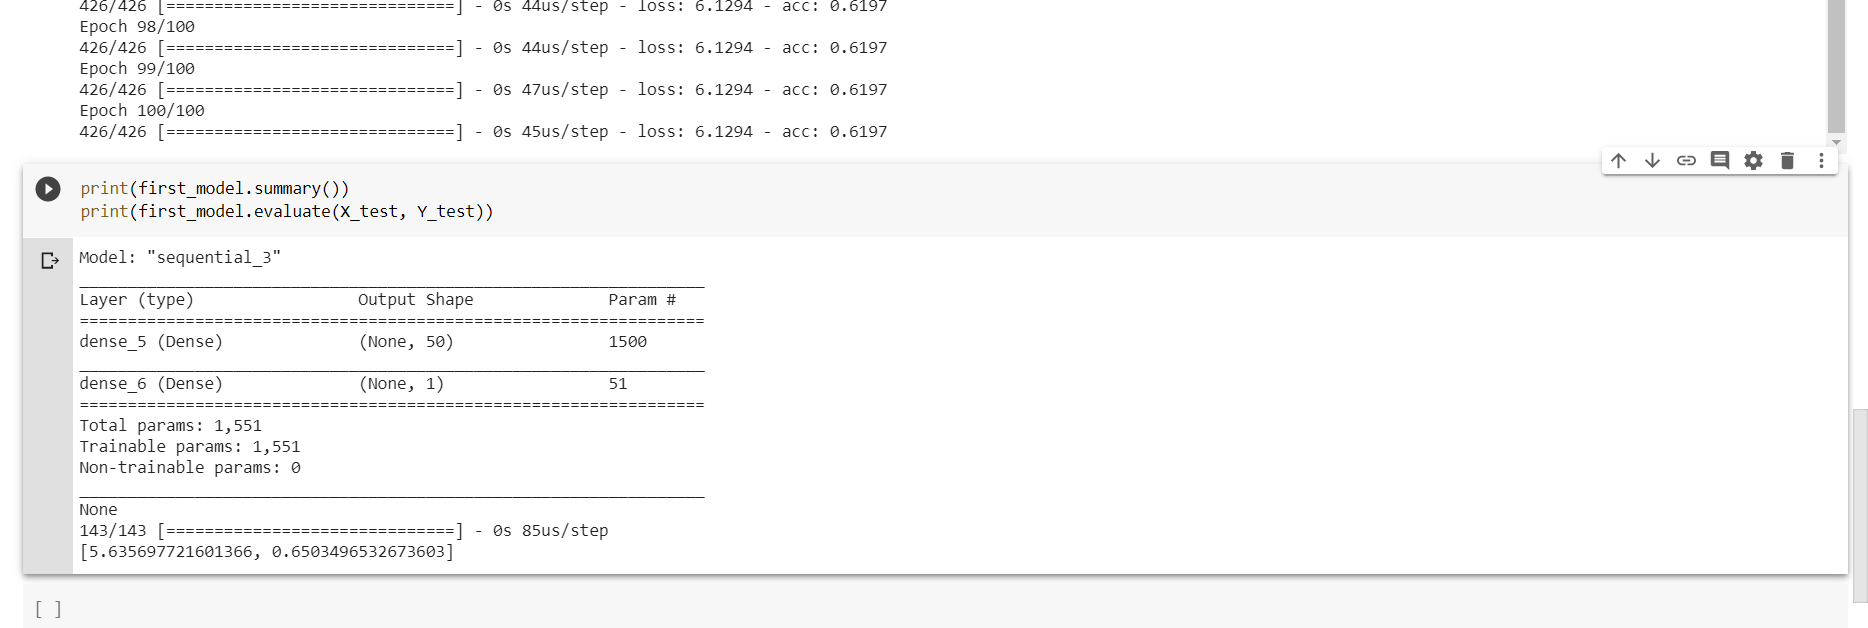 426/426 [==============================] - 0s 44us/step - loss: 6.1294 - acc: 0.6197
Epoch 98/100
426/426 [==============================] - 0s 44us/step - loss: 6.1294 - acc: 0.6197
Epoch 99/100
426/426 [==============================] - 0s 47us/step - loss: 6.1294 - acc: 0.6197
Epoch 100/100
426/426 [==============================] - 0s 45us/step - loss: 6.1294 - acc: 0.6197
print(first_model.summary())
print(first_model.evaluate(X_test, Y_test))
Model: "sequential_3"
_________________________________________________________________
Layer (type)                 Output Shape              Param #
=================================================================
dense_5 (Dense)              (None, 50)                1500
_________________________________________________________________
dense_6 (Dense)              (None, 1)                 51
=================================================================
Total params: 1,551
Trainable params: 1,551
Non-trainable params: 0
_________________________________________________________________
None
143/143 [==============================] - 0s 85us/step
[5.635697721601366, 0.6503496532673603]
[ ]